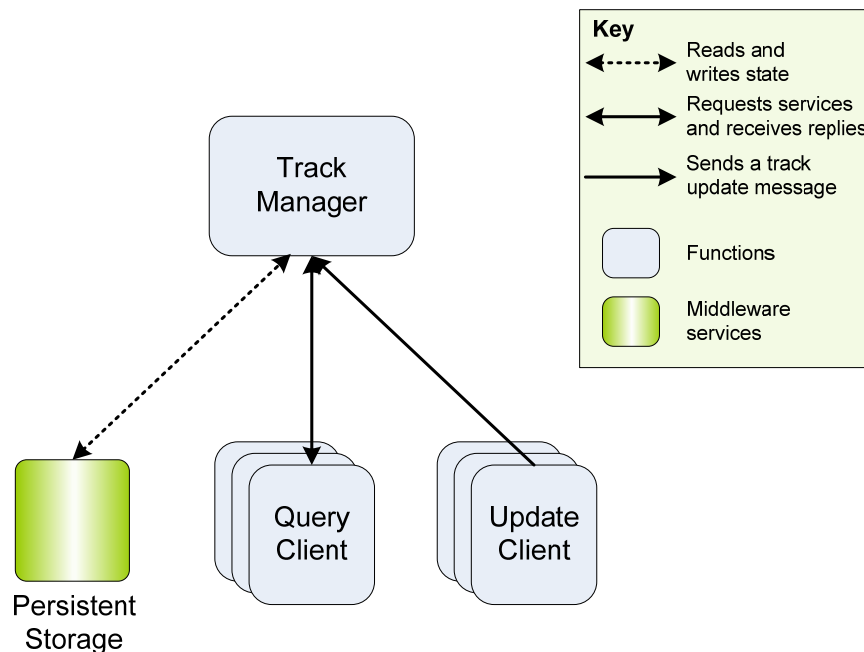 Key
Reads and
writes state
Requests services
and receives replies
Sends a track
update message
Functions
Middleware
services
Track
Manager
Query
Client
Update
Client
Persistent
Storage